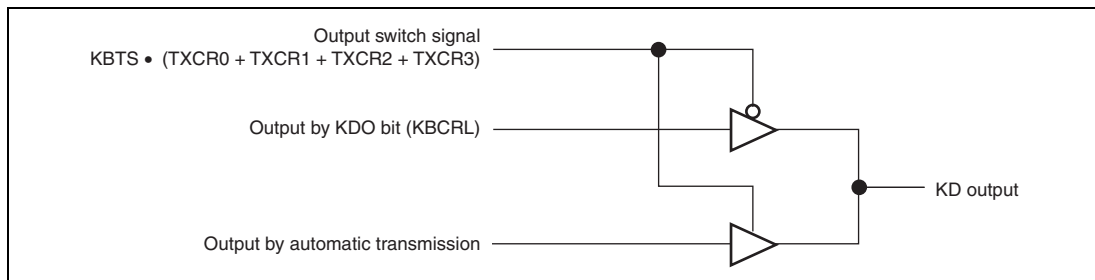 Output switch signal
KBTS • (TXCR0 + TXCR1 + TXCR2 + TXCR3)
Output by KDO bit (KBCRL)
KD output
Output by automatic transmission